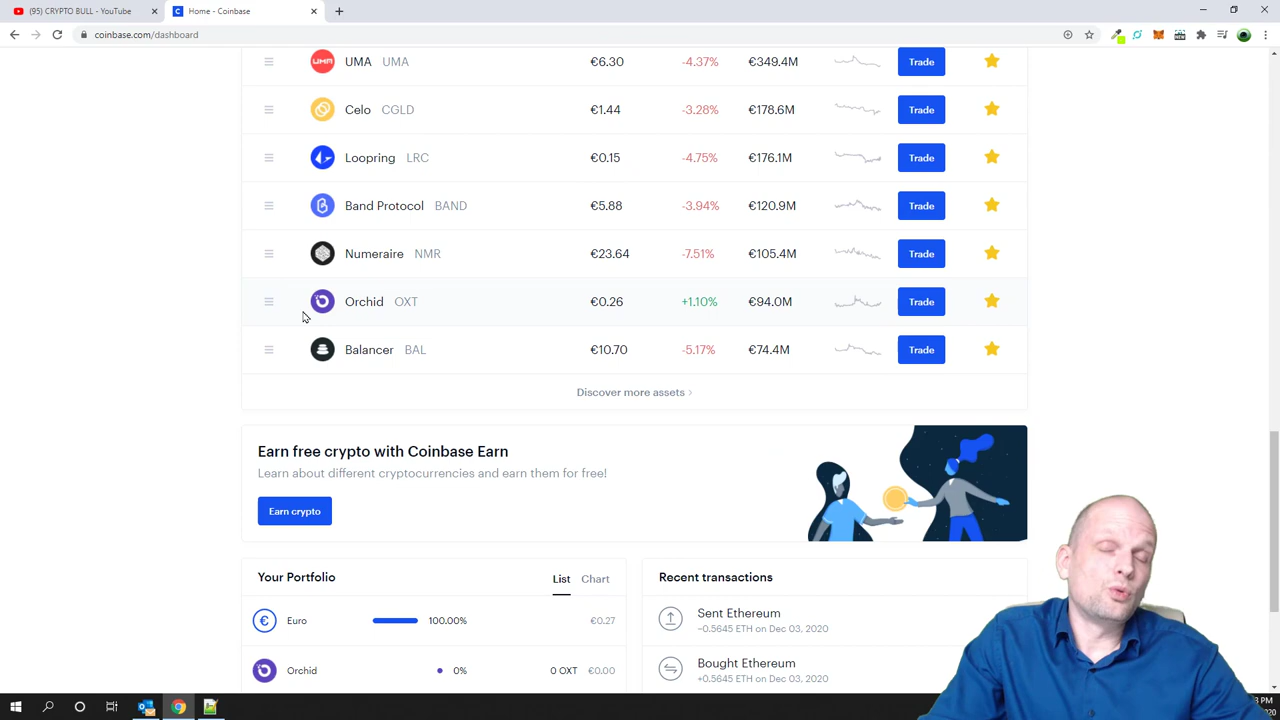 (95) CRYPTO BULL - YouTube
Home - Coinbase
coinbase.com/dashboard
UMA UMA €6.30 -4.37% €349.4M Trade
Celo CGLD €1.44 -3.28% €178.6M Trade
Loopring LRC €0.15 -4.75% €176.1M Trade
Band Protocol BAND €5.88 -3.94% €120.9M Trade
Numeraire NMR €23.64 -7.51% €105.4M Trade
Orchid OXT €0.26 +1.10% €94.0M Trade
Balancer BAL €10.70 -5.17% €74.4M Trade
Discover more assets
Earn free crypto with Coinbase Earn
Learn about different cryptocurrencies and earn them for free!
Earn crypto
Your Portfolio List Chart
Euro 100.00% €0.27
Orchid 0% 0 OXT €0.00
Recent transactions
Sent Ethereum
-0.5645 ETH on Dec 03, 2020
Bought Ethereum
+0.5645 ETH on Dec 03, 2020